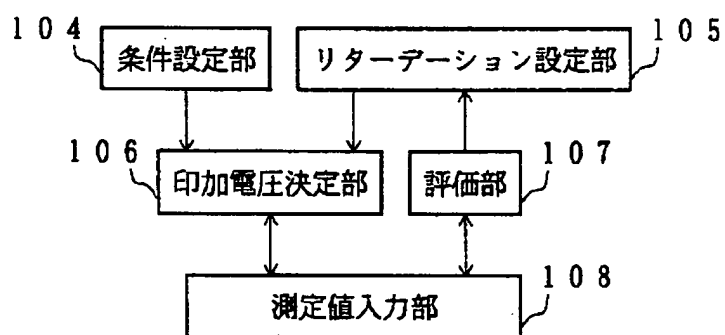 104
条件設定部
リターデーション設定部
105
106
印加電圧決定部
評価部
107
測定値入力部
108